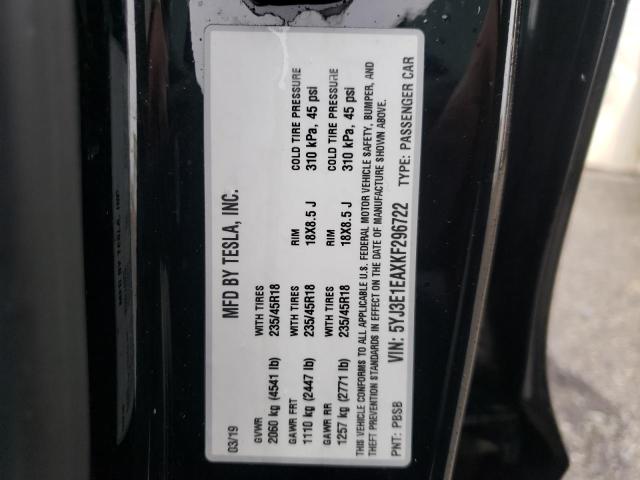 03/19 MFD BY TESLA, INC.
GVWR WITH TIRES
2060 kg (4541 lb) 235/45R18
GAWR FRT WITH TIRES RIM COLD TIRE PRESSURE
1110 kg (2447 lb) 235/45R18 18X8.5 J 310 kPa, 45 psi
GAWR RR WITH TIRES RIM COLD TIRE PRESSURE
1257 kg (2771 lb) 235/45R18 18X8.5 J 310 kPa, 45 psi
THIS VEHICLE CONFORMS TO ALL APPLICABLE U.S. FEDERAL MOTOR VEHICLE SAFETY, BUMPER, AND
THEFT PREVENTION STANDARDS IN EFFECT ON THE DATE OF MANUFACTURE SHOWN ABOVE.
PNT: PBSB VIN: 5YJ3E1EAXKF296722 TYPE: PASSENGER CAR